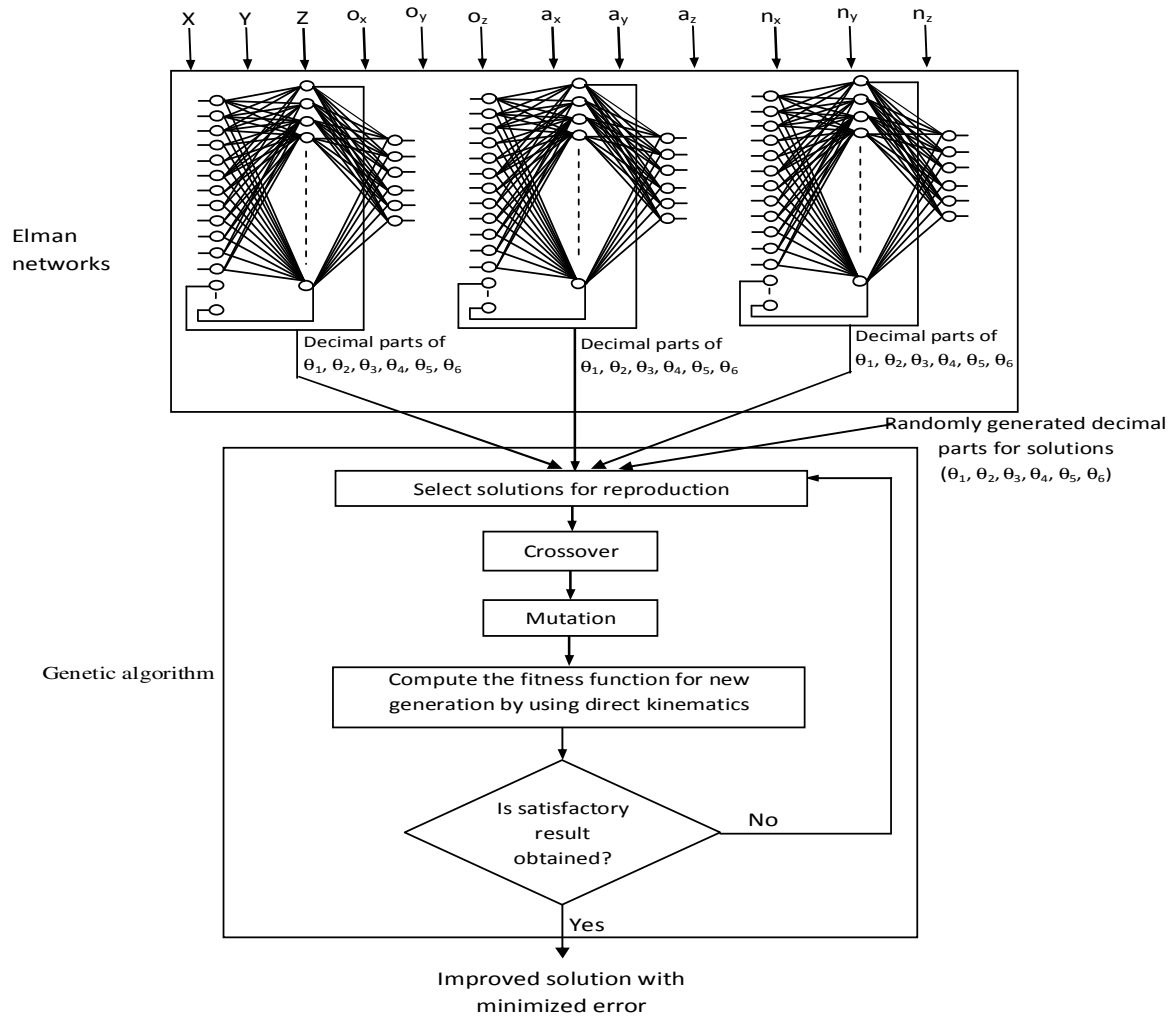 X Y Z oₓ o_y o_z aₓ a_y a_z nₓ n_y n_z
Elman
networks
Decimal parts of
θ₁, θ₂, θ₃, θ₄, θ₅, θ₆
Decimal parts of
θ₁, θ₂, θ₃, θ₄, θ₅, θ₆
Decimal parts of
θ₁, θ₂, θ₃, θ₄, θ₅, θ₆
Randomly generated decimal
parts for solutions
(θ₁, θ₂, θ₃, θ₄, θ₅, θ₆)
Select solutions for reproduction
Crossover
Mutation
Genetic algorithm
Compute the fitness function for new
generation by using direct kinematics
Is satisfactory
result
obtained?
No
Yes
Improved solution with
minimized error